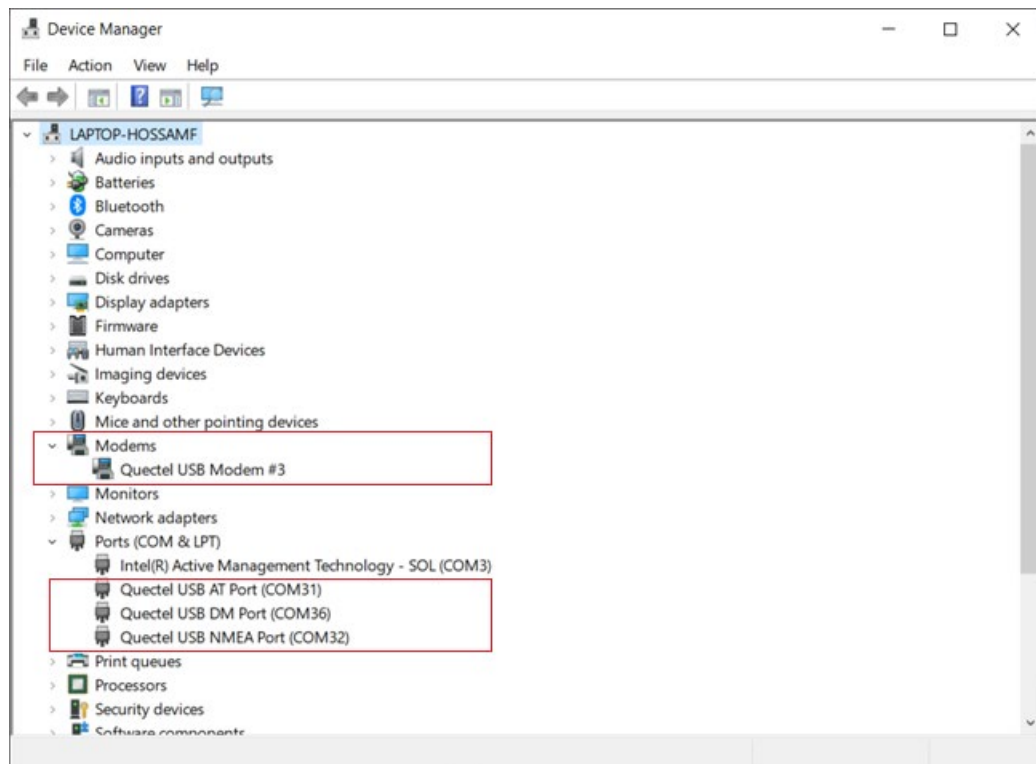 Device Manager
File Action View Help
LAPTOP-HOSSAMF
Audio inputs and outputs
Batteries
Bluetooth
Cameras
Computer
Disk drives
Display adapters
Firmware
Human Interface Devices
Imaging devices
Keyboards
Mice and other pointing devices
Modems
Quectel USB Modem #3
Monitors
Network adapters
Ports (COM & LPT)
Intel(R) Active Management Technology - SOL (COM3)
Quectel USB AT Port (COM31)
Quectel USB DM Port (COM36)
Quectel USB NMEA Port (COM32)
Print queues
Processors
Security devices
Software components